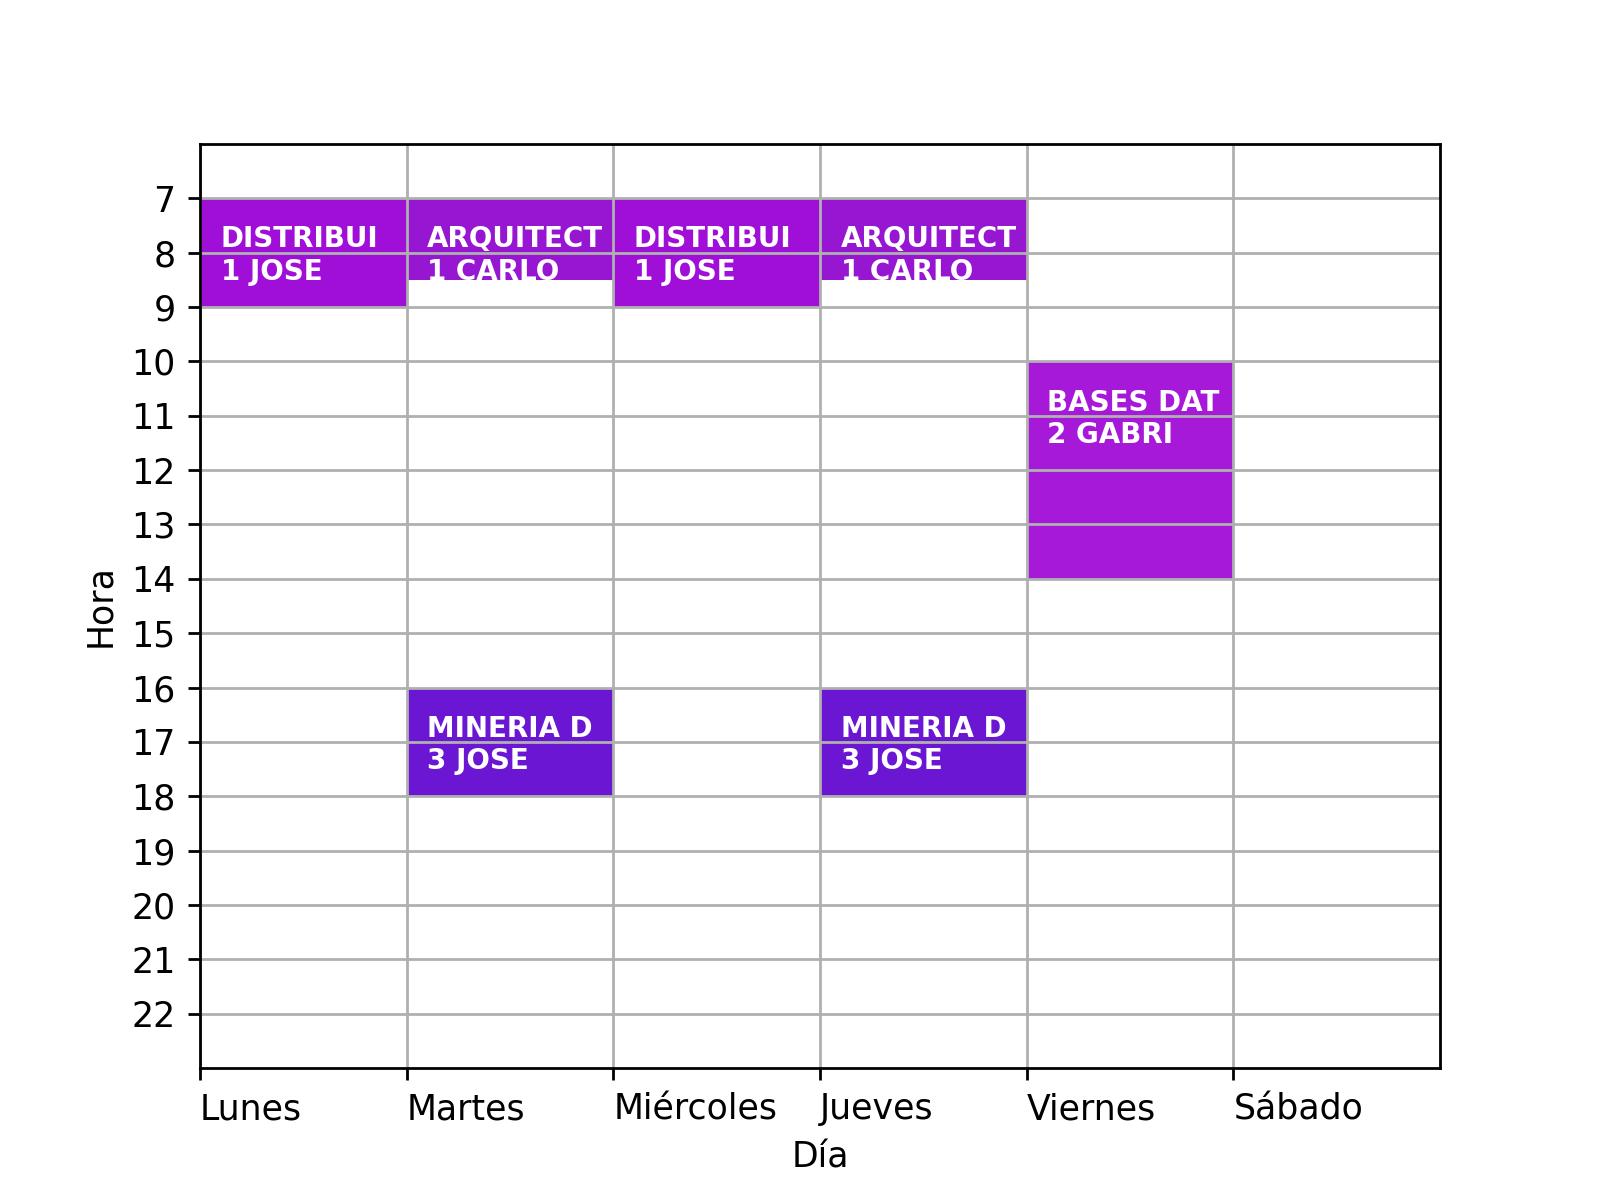 7
8
9
10
11
12
13
14
15
16
17
18
19
20
21
22
Hora
DISTRIBUI
1 JOSE
ARQUITECT
1 CARLO
DISTRIBUI
1 JOSE
ARQUITECT
1 CARLO
BASES DAT
2 GABRI
MINERIA D
3 JOSE
MINERIA D
3 JOSE
Lunes Martes Miércoles Jueves Viernes Sábado
Día